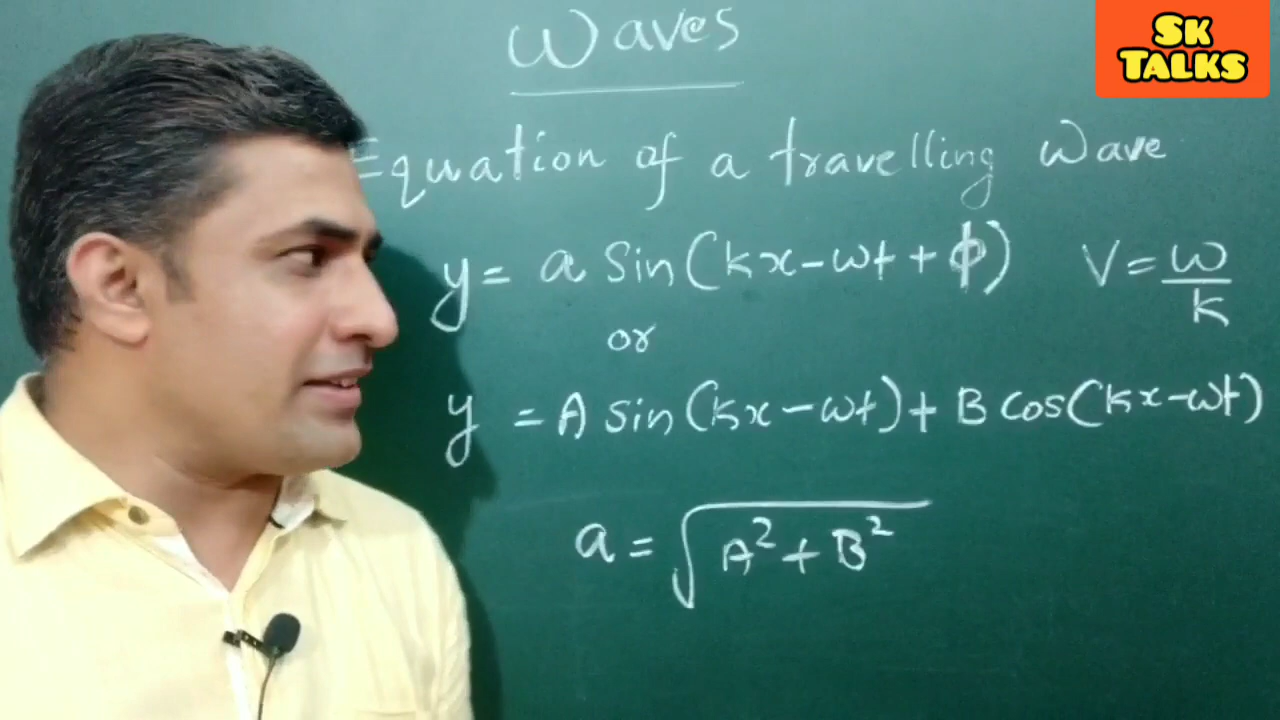 Waves
Sk
TALKS
Equation of a travelling wave
y = a Sin(kx-ωt+ϕ) V = ω/k
or
y = A sin(kx-ωt)+ B Cos(kx-ωt)
a = √(A²+B²)